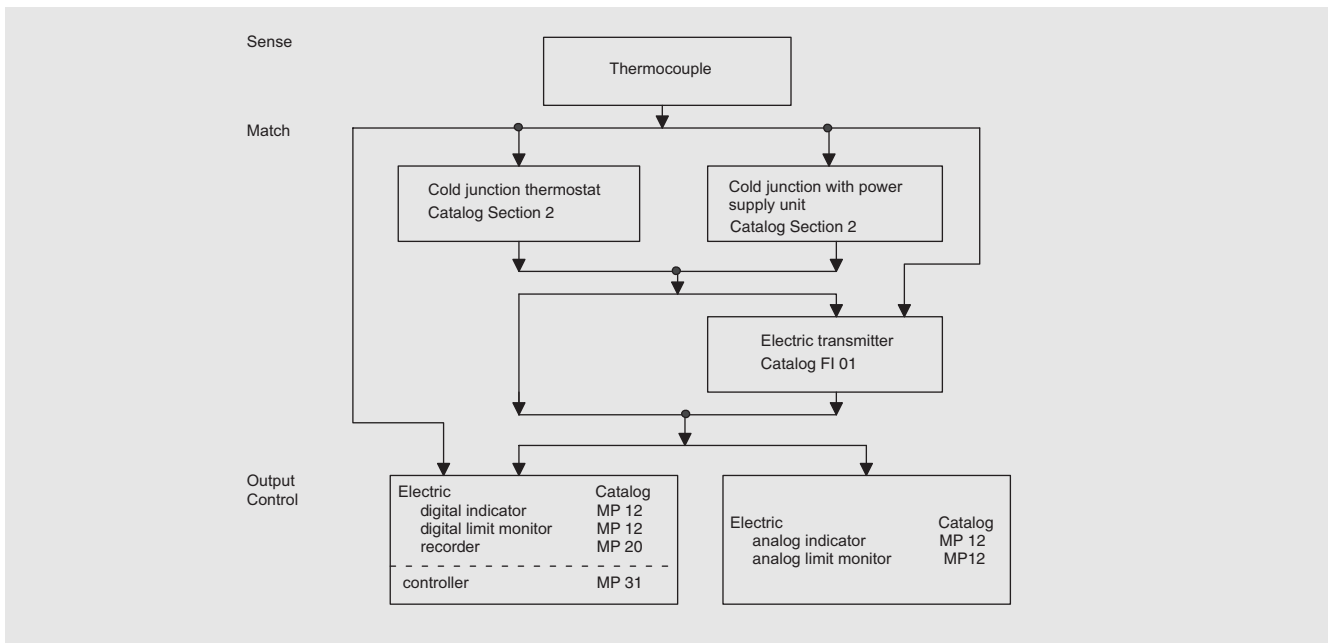 Sense
Thermocouple
Match
Cold junction thermostat
Catalog Section 2
Cold junction with power
supply unit
Catalog Section 2
Electric transmitter
Catalog FI 01
Output
Control
Electric Catalog
digital indicator MP 12
digital limit monitor MP 12
recorder MP 20
controller MP 31
Electric Catalog
analog indicator MP 12
analog limit monitor MP12